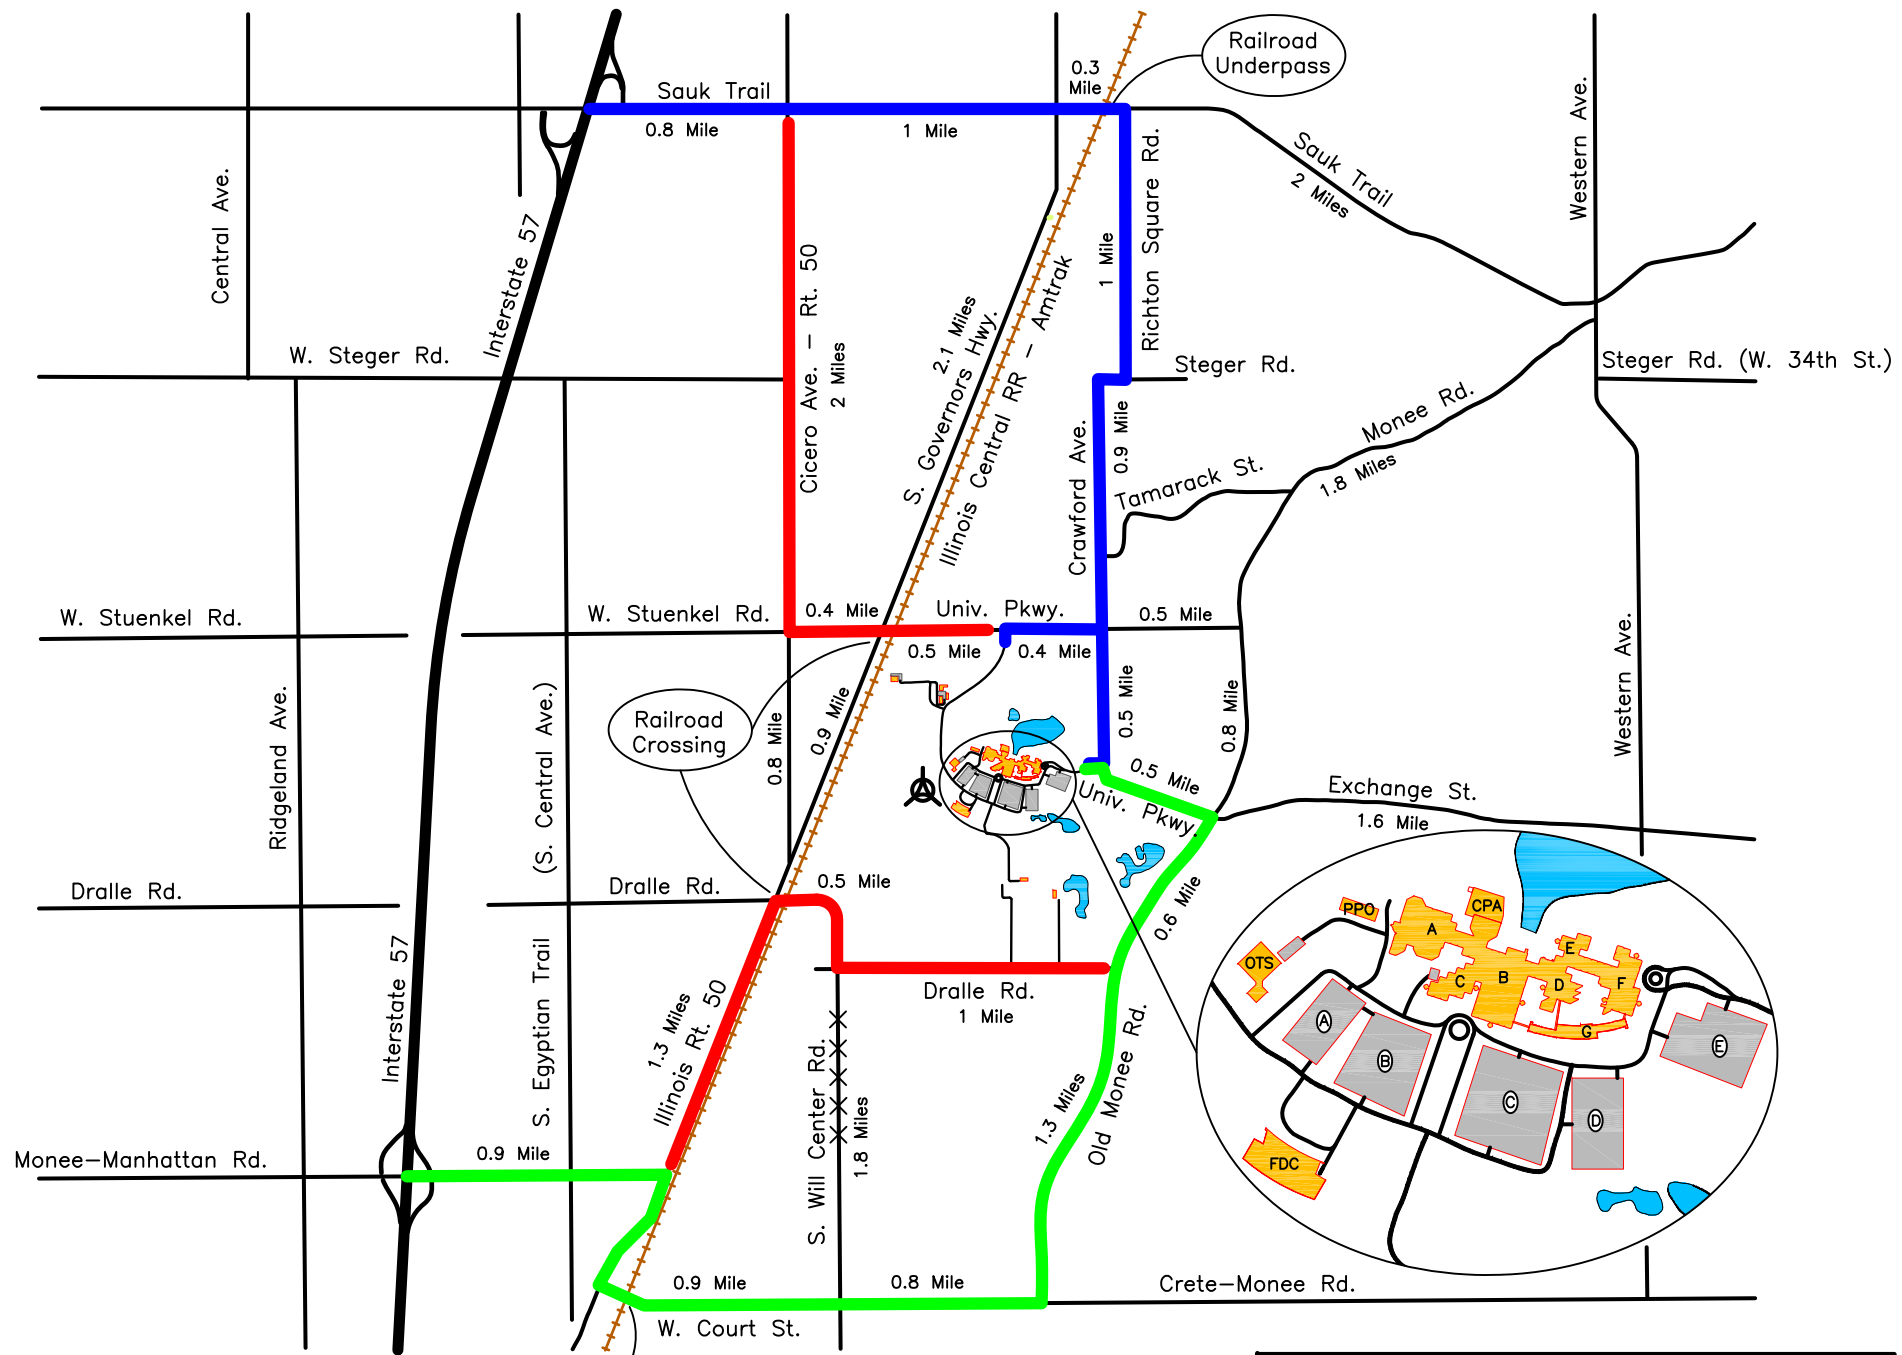 Railroad
Underpass
0.3
Mile
Sauk Trail
0.8 Mile
1 Mile
Sauk Trail
2 Miles
Western Ave.
Central Ave.
Interstate 57
Cicero Ave. – Rt. 50
2 Miles
2.1 Miles
S. Governors Hwy.
Illinois Central RR – Amtrak
1 Mile
Richton Square Rd.
W. Steger Rd.
Steger Rd.
Steger Rd. (W. 34th St.)
Monee Rd.
1.8 Miles
Crawford Ave.
0.9 Mile
Tamarack St.
W. Stuenkel Rd.
W. Stuenkel Rd.
0.4 Mile
Univ. Pkwy.
0.5 Mile
0.5 Mile
0.4 Mile
Ridgeland Ave.
(S. Central Ave.)
Railroad
Crossing
0.8 Mile
0.9 Mile
0.5 Mile
0.8 Mile
Western Ave.
0.5 Mile
Univ. Pkwy.
Exchange St.
1.6 Mile
Dralle Rd.
Dralle Rd.
0.5 Mile
0.6 Mile
PPO
A
CPA
OTS
C
B
E
D
F
G
A
B
C
D
E
FDC
Interstate 57
S. Egyptian Trail
1.3 Miles
Illinois Rt. 50
Dralle Rd.
1 Mile
S. Will Center Rd.
1.8 Miles
1.3 Miles
Old Monee Rd.
Monee–Manhattan Rd.
0.9 Mile
0.9 Mile
0.8 Mile
Crete–Monee Rd.
W. Court St.